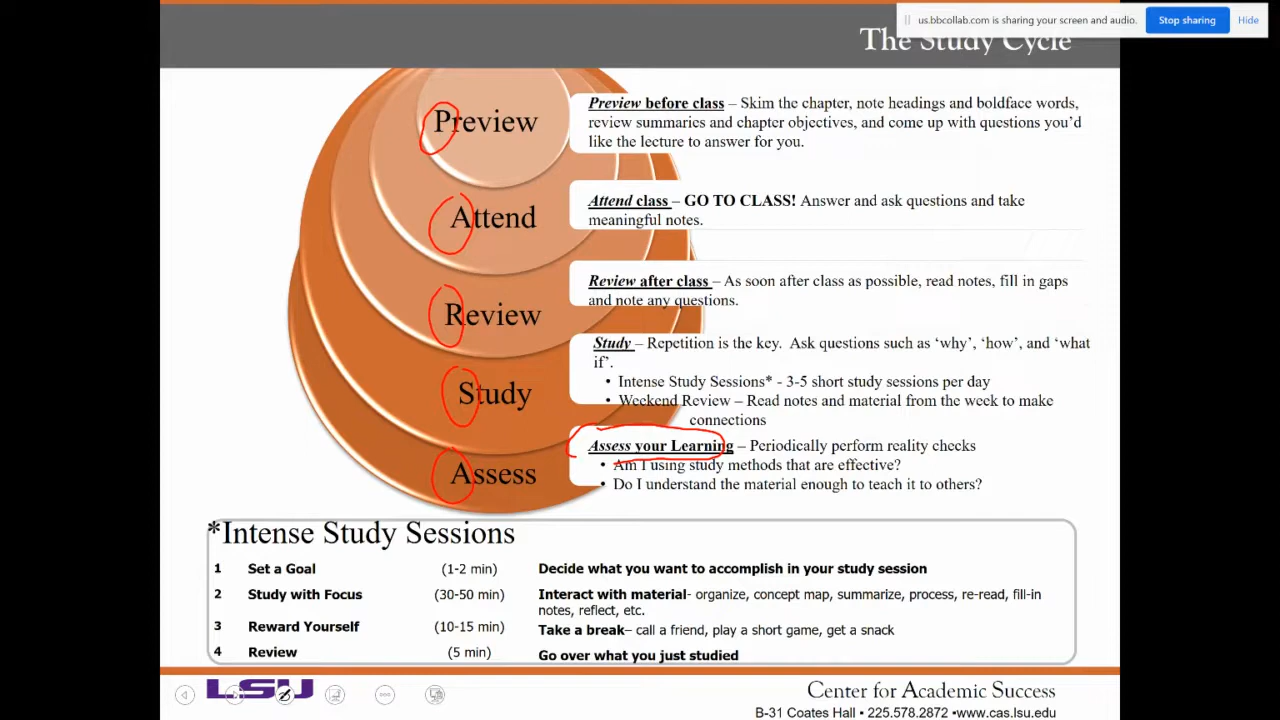 us.bbcollab.com is sharing your screen and audio.
Stop sharing
Hide
The Study Cycle
Preview
Preview before class – Skim the chapter, note headings and boldface words,
review summaries and chapter objectives, and come up with questions you’d
like the lecture to answer for you.
Attend
Attend class – GO TO CLASS! Answer and ask questions and take
meaningful notes.
Review
Review after class – As soon after class as possible, read notes, fill in gaps
and note any questions.
Study
Study – Repetition is the key. Ask questions such as ‘why’, ‘how’, and ‘what
if’.
• Intense Study Sessions* - 3-5 short study sessions per day
• Weekend Review – Read notes and material from the week to make
connections
Assess
Assess your Learning – Periodically perform reality checks
• Am I using study methods that are effective?
• Do I understand the material enough to teach it to others?
*Intense Study Sessions
1 Set a Goal (1-2 min) Decide what you want to accomplish in your study session
2 Study with Focus (30-50 min) Interact with material- organize, concept map, summarize, process, re-read, fill-in
notes, reflect, etc.
3 Reward Yourself (10-15 min) Take a break– call a friend, play a short game, get a snack
4 Review (5 min) Go over what you just studied
LSU
Center for Academic Success
B-31 Coates Hall • 225.578.2872 •www.cas.lsu.edu